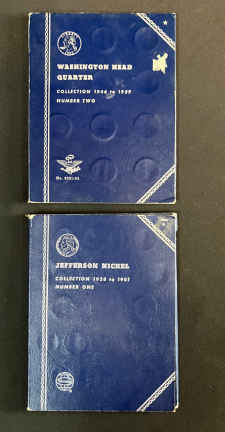 WASHINGTON HEAD
QUARTER
COLLECTION 1946 to 1959
NUMBER TWO
JEFFERSON NICKEL
COLLECTION 1938 to 1961
NUMBER ONE